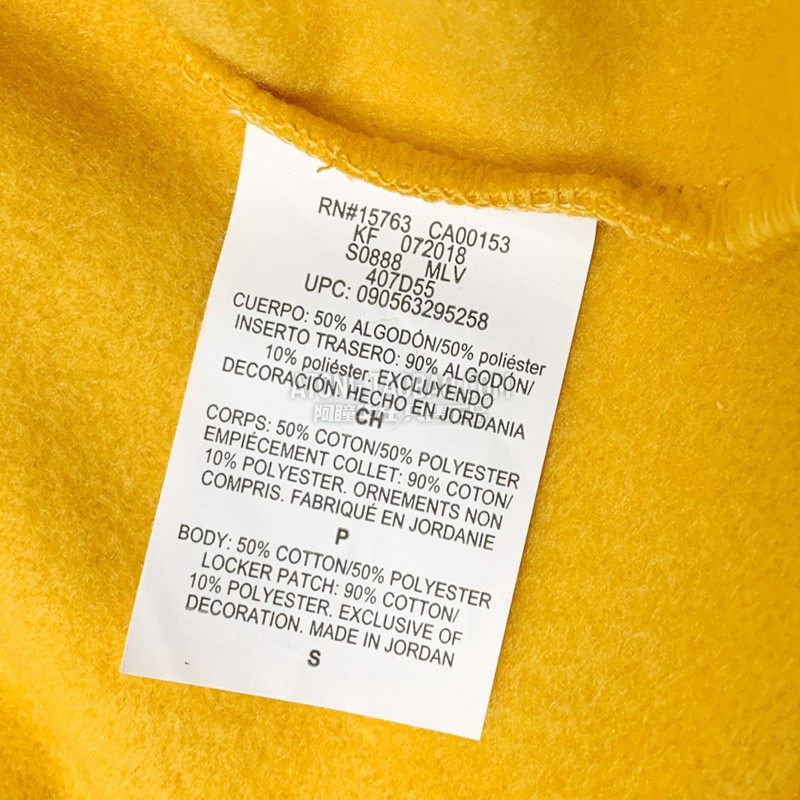 RN#15763 CA00153
KF 072018
S0888 MLV
407D55
UPC: 090563295258
CUERPO: 50% ALGODÓN/50% poliéster
INSERTO TRASERO: 90% ALGODÓN/
10% poliéster. EXCLUYENDO
DECORACIÓN. HECHO EN JORDANIA
CH
CORPS: 50% COTON/50% POLYESTER
EMPIÉCEMENT COLLET: 90% COTON/
10% POLYESTER. ORNEMENTS NON
COMPRIS. FABRIQUÉ EN JORDANIE
P
BODY: 50% COTTON/50% POLYESTER
LOCKER PATCH: 90% COTTON/
10% POLYESTER. EXCLUSIVE OF
DECORATION. MADE IN JORDAN
S